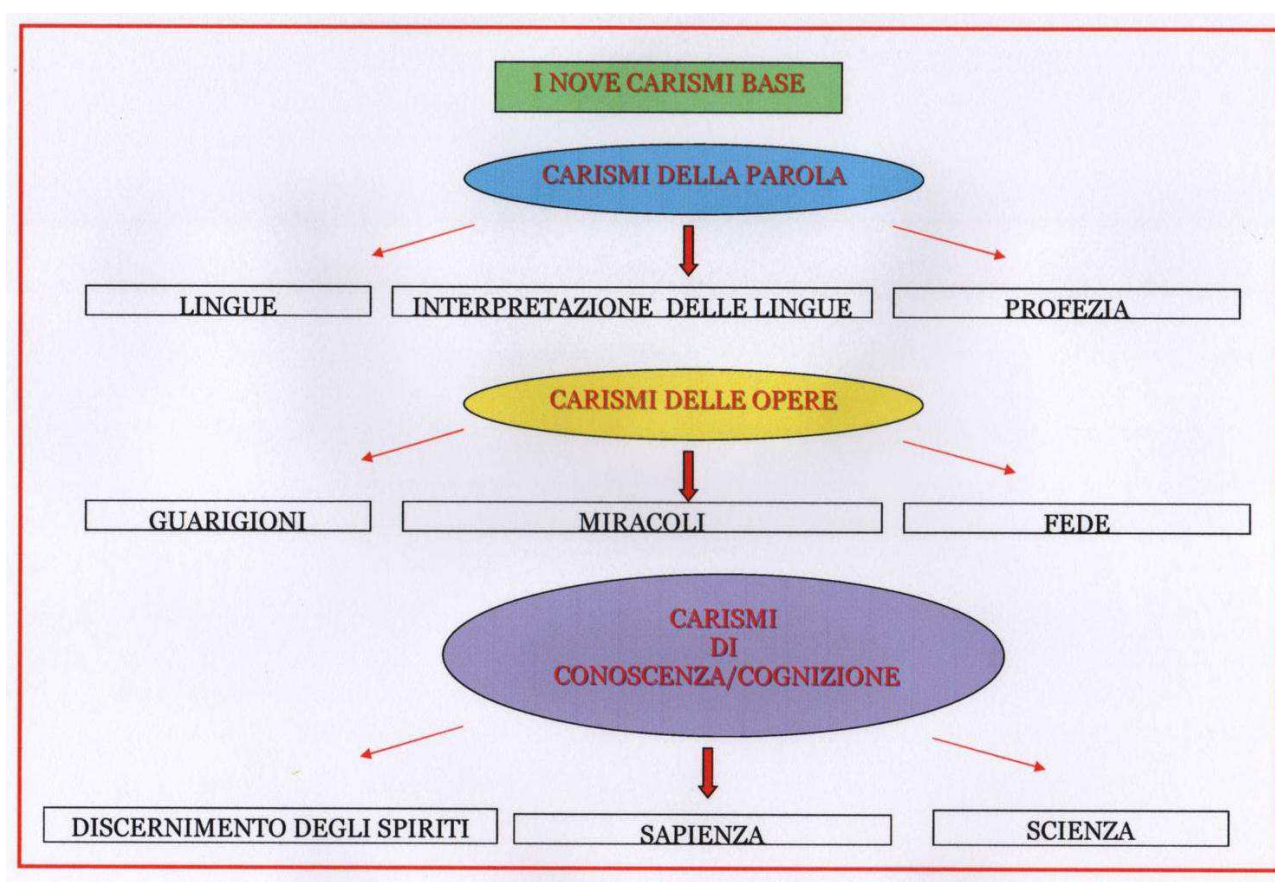 I NOVE CARISMI BASE
CARISMI DELLA PAROLA
LINGUE
INTERPRETAZIONE DELLE LINGUE
PROFEZIA
CARISMI DELLE OPERE
GUARIGIONI
MIRACOLI
FEDE
CARISMI
DI
CONOSCENZA/COGNIZIONE
DISCERNIMENTO DEGLI SPIRITI
SAPIENZA
SCIENZA